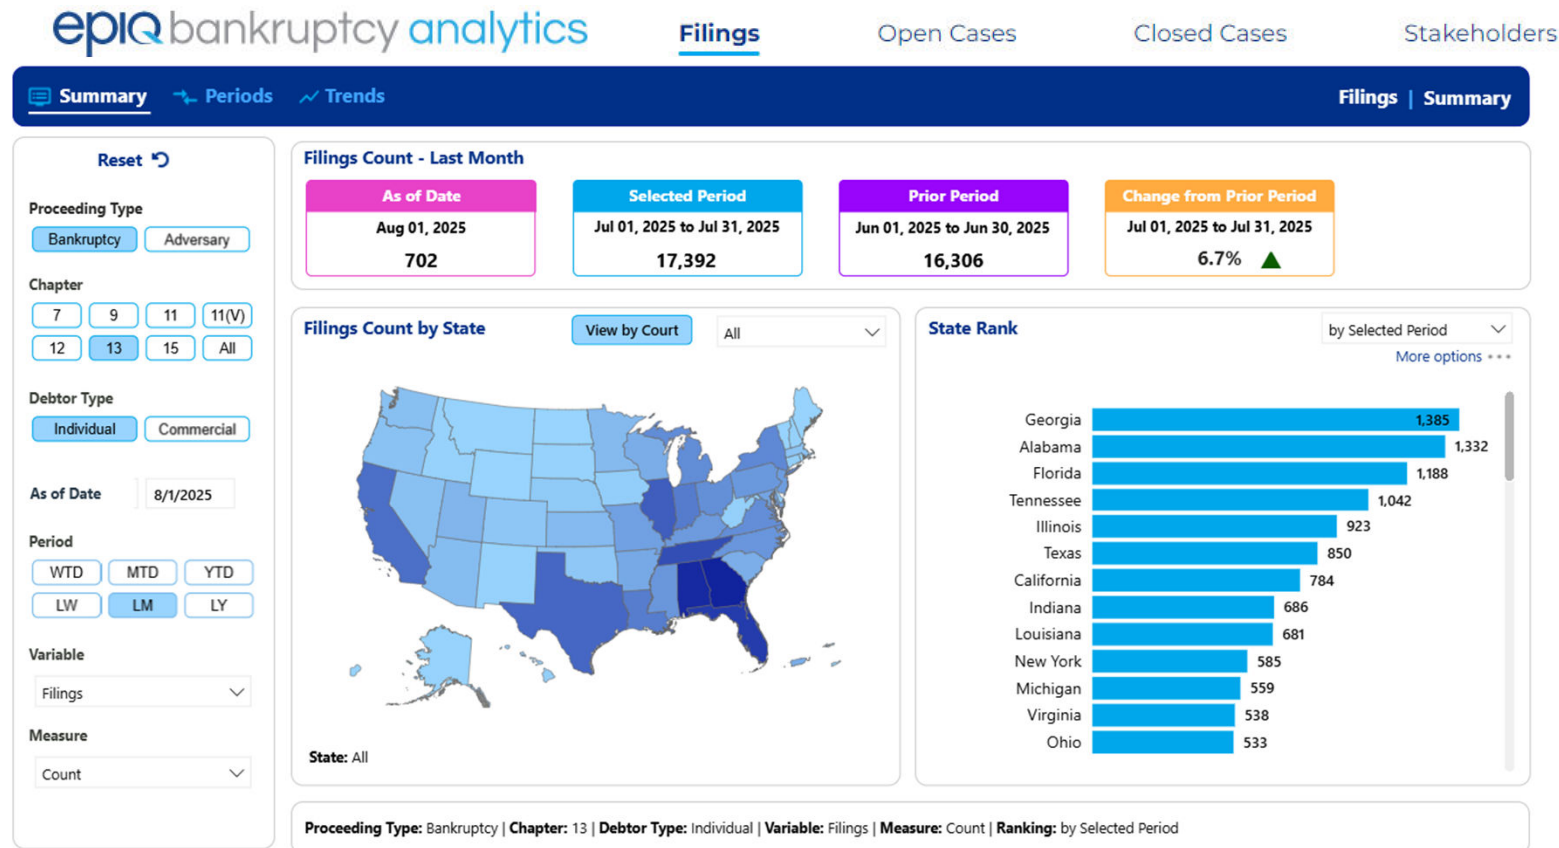 epiq bankruptcy analytics
Filings
Open Cases
Closed Cases
Stakeholders
Summary
Periods
Trends
Filings | Summary
Reset
Proceeding Type
Bankruptcy
Adversary
Chapter
7
9
11
11(V)
12
13
15
All
Debtor Type
Individual
Commercial
As of Date
8/1/2025
Period
WTD
MTD
YTD
LW
LM
LY
Variable
Filings
Measure
Count
Filings Count - Last Month
As of Date
Aug 01, 2025
702
Selected Period
Jul 01, 2025 to Jul 31, 2025
17,392
Prior Period
Jun 01, 2025 to Jun 30, 2025
16,306
Change from Prior Period
Jul 01, 2025 to Jul 31, 2025
6.7%
Filings Count by State
View by Court
All
State: All
State Rank
by Selected Period
More options
Georgia 1,385
Alabama 1,332
Florida 1,188
Tennessee 1,042
Illinois 923
Texas 850
California 784
Indiana 686
Louisiana 681
New York 585
Michigan 559
Virginia 538
Ohio 533
Proceeding Type: Bankruptcy | Chapter: 13 | Debtor Type: Individual | Variable: Filings | Measure: Count | Ranking: by Selected Period